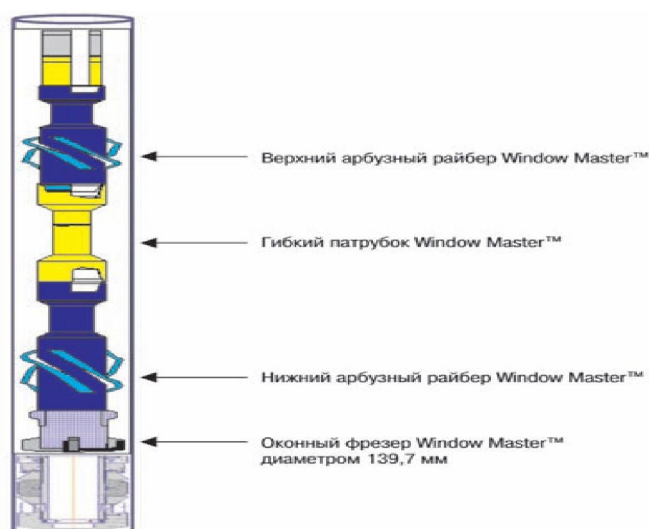 Верхний арбузный райбер Window Master™
Гибкий патрубок Window Master™
Нижний арбузный райбер Window Master™
Оконный фрезер Window Master™
диаметром 139,7 мм